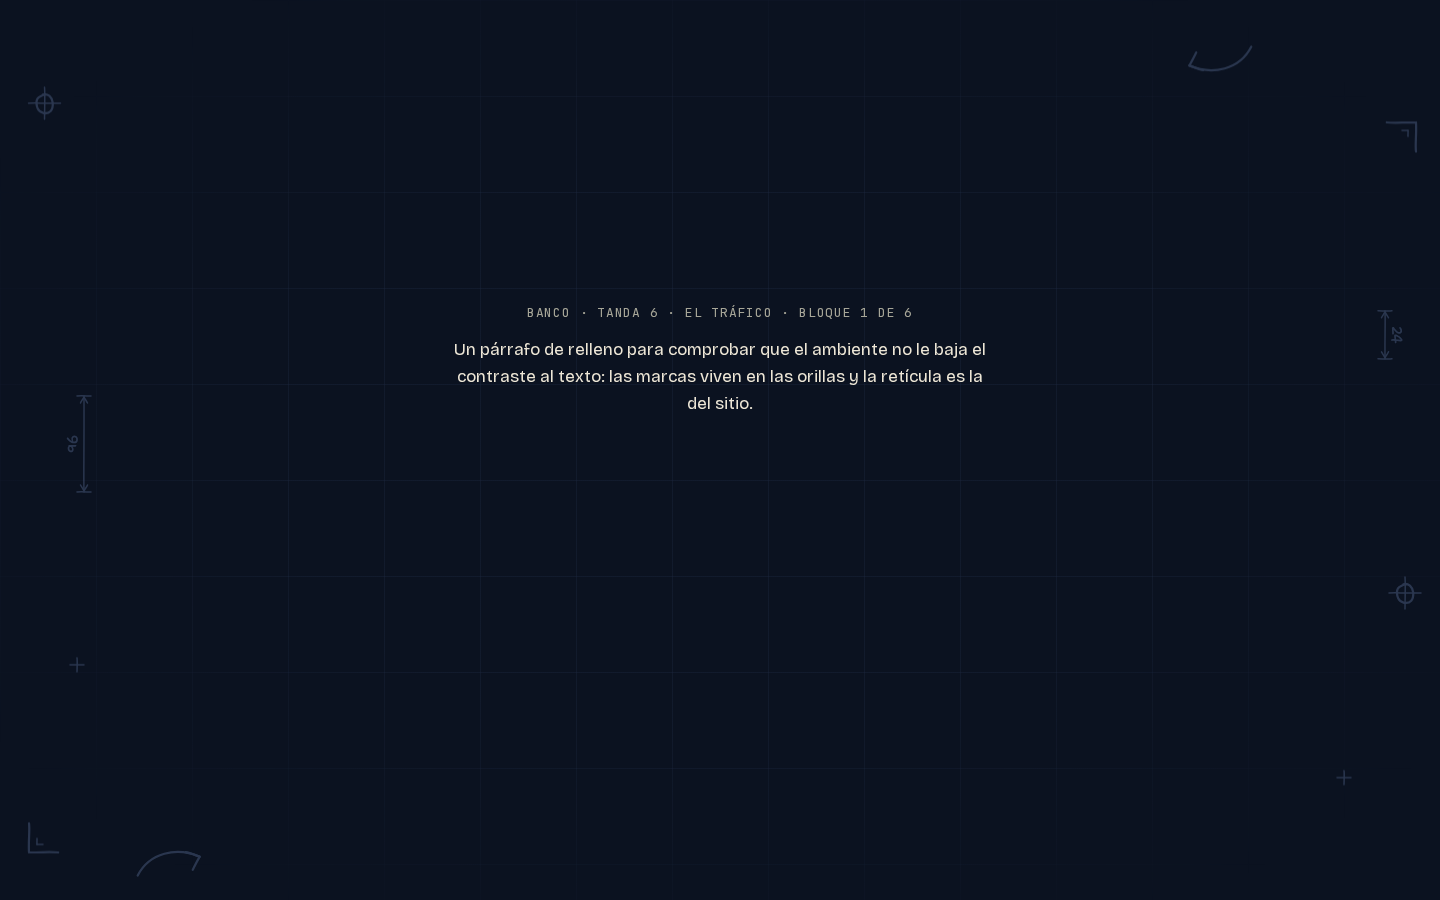 BANCO · TANDA 6 · EL TRÁFICO · BLOQUE 1 DE 6
24
Un párrafo de relleno para comprobar que el ambiente no le baja el
contraste al texto: las marcas viven en las orillas y la retícula es la
del sitio.
96